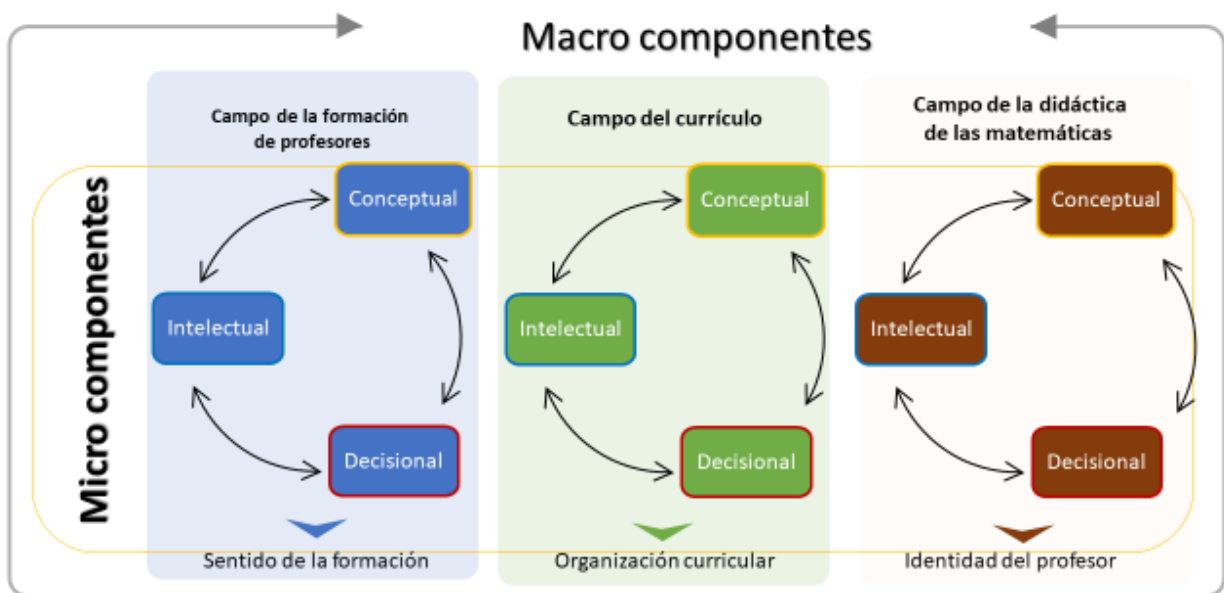 Macro componentes
Micro componentes
Campo de la formación
de profesores
Conceptual
Intelectual
Decisional
Sentido de la formación
Campo del currículo
Conceptual
Intelectual
Decisional
Organización curricular
Campo de la didáctica
de las matemáticas
Conceptual
Intelectual
Decisional
Identidad del profesor